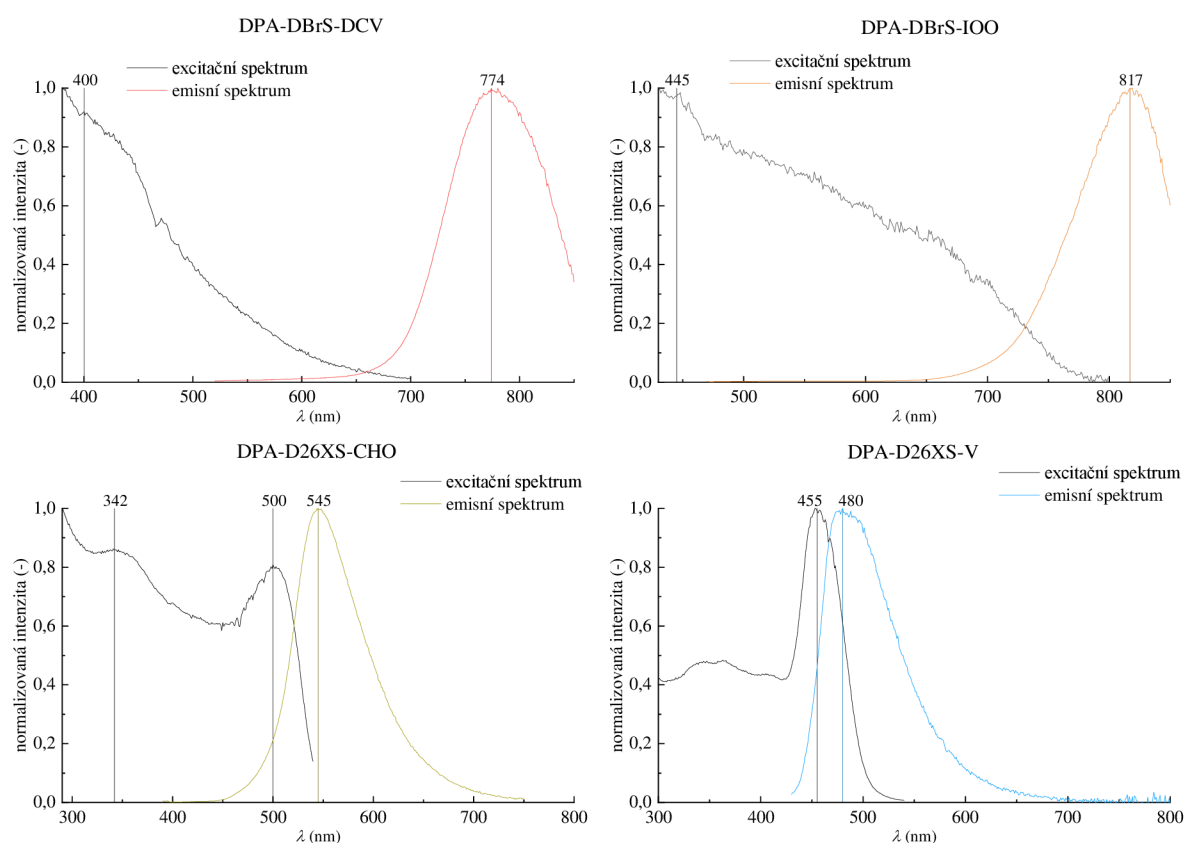 DPA-DBrS-DCV
excitační spektrum
emisní spektrum
400
774
1,0
0,8
0,6
0,4
0,2
0,0
normalizovaná intenzita (-)
400
500
600
700
800
λ (nm)
DPA-DBrS-IOO
excitační spektrum
emisní spektrum
445
817
1,0
0,8
0,6
0,4
0,2
0,0
normalizovaná intenzita (-)
500
600
700
800
λ (nm)
DPA-D26XS-CHO
excitační spektrum
emisní spektrum
342
500
545
1,0
0,8
0,6
0,4
0,2
0,0
normalizovaná intenzita (-)
300
400
500
600
700
800
λ (nm)
DPA-D26XS-V
excitační spektrum
emisní spektrum
455
480
1,0
0,8
0,6
0,4
0,2
0,0
normalizovaná intenzita (-)
300
400
500
600
700
800
λ (nm)